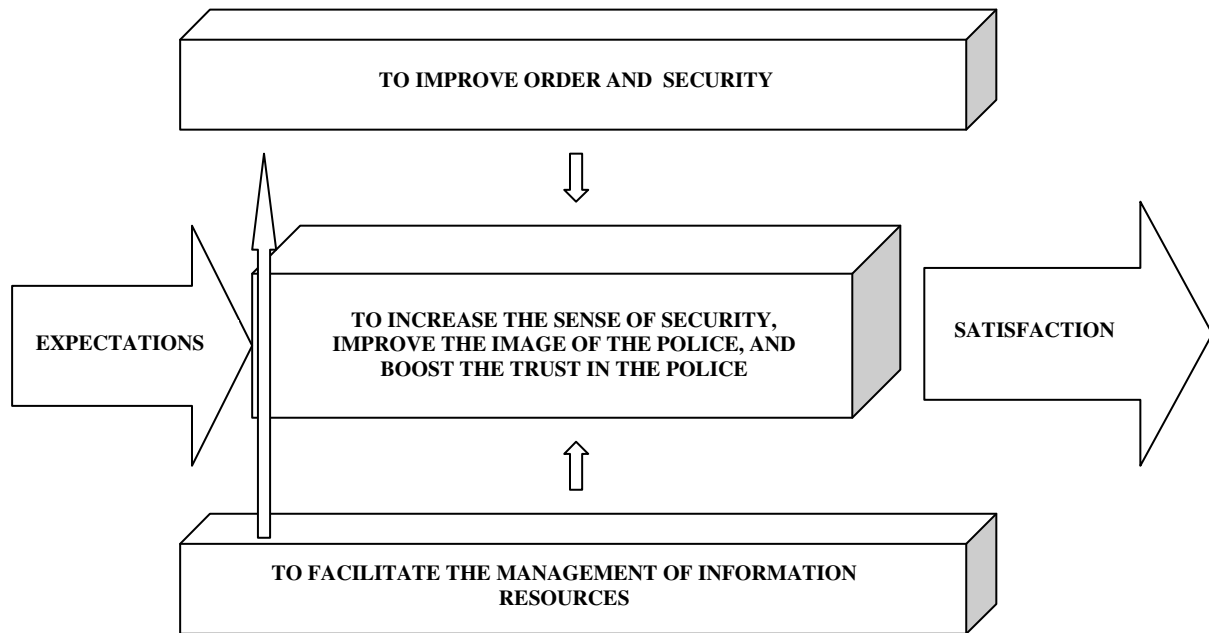 TO IMPROVE ORDER AND SECURITY
EXPECTATIONS
TO INCREASE THE SENSE OF SECURITY,
IMPROVE THE IMAGE OF THE POLICE, AND
BOOST THE TRUST IN THE POLICE
SATISFACTION
TO FACILITATE THE MANAGEMENT OF INFORMATION
RESOURCES